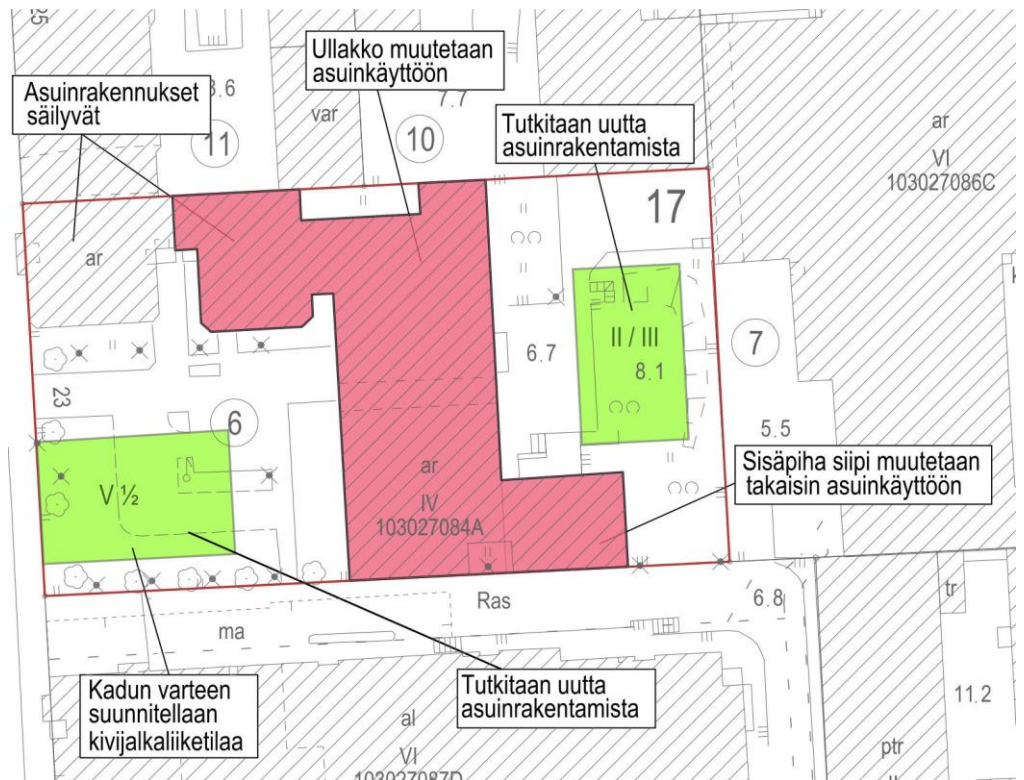 25
3.6
var
7.7
11
10
Ullakko muutetaan
asuinkäyttöön
Asuinrakennukset
säilyvät
Tutkitaan uutta
asuinrakentamista
ar
VI
103027086C
17
ar
II / III
8.1
6.7
7
k
23
6
5.5
V ½
ar
IV
103027084A
Sisäpiha siipi muutetaan
takaisin asuinkäyttöön
Ras
6.8
tr
ma
Kadun varteen
suunnitellaan
kivijalkaliiketilaa
Tutkitaan uutta
asuinrakentamista
al
VI
103027087D
11.2
ptr